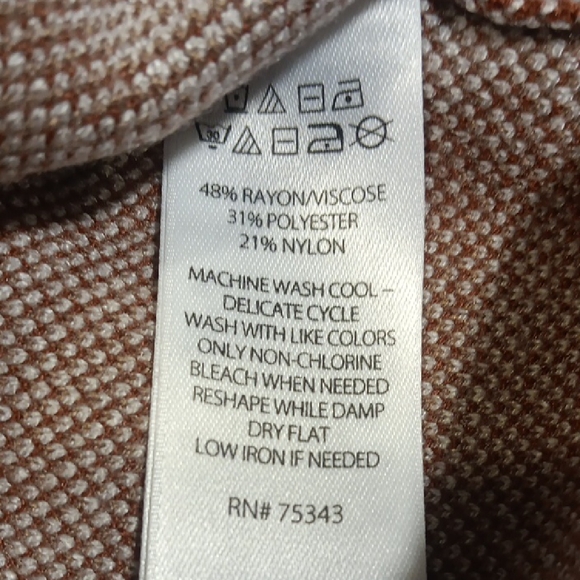 30
48% RAYON/VISCOSE
31% POLYESTER
21% NYLON
MACHINE WASH COOL –
DELICATE CYCLE
WASH WITH LIKE COLORS
ONLY NON-CHLORINE
BLEACH WHEN NEEDED
RESHAPE WHILE DAMP
DRY FLAT
LOW IRON IF NEEDED
RN# 75343